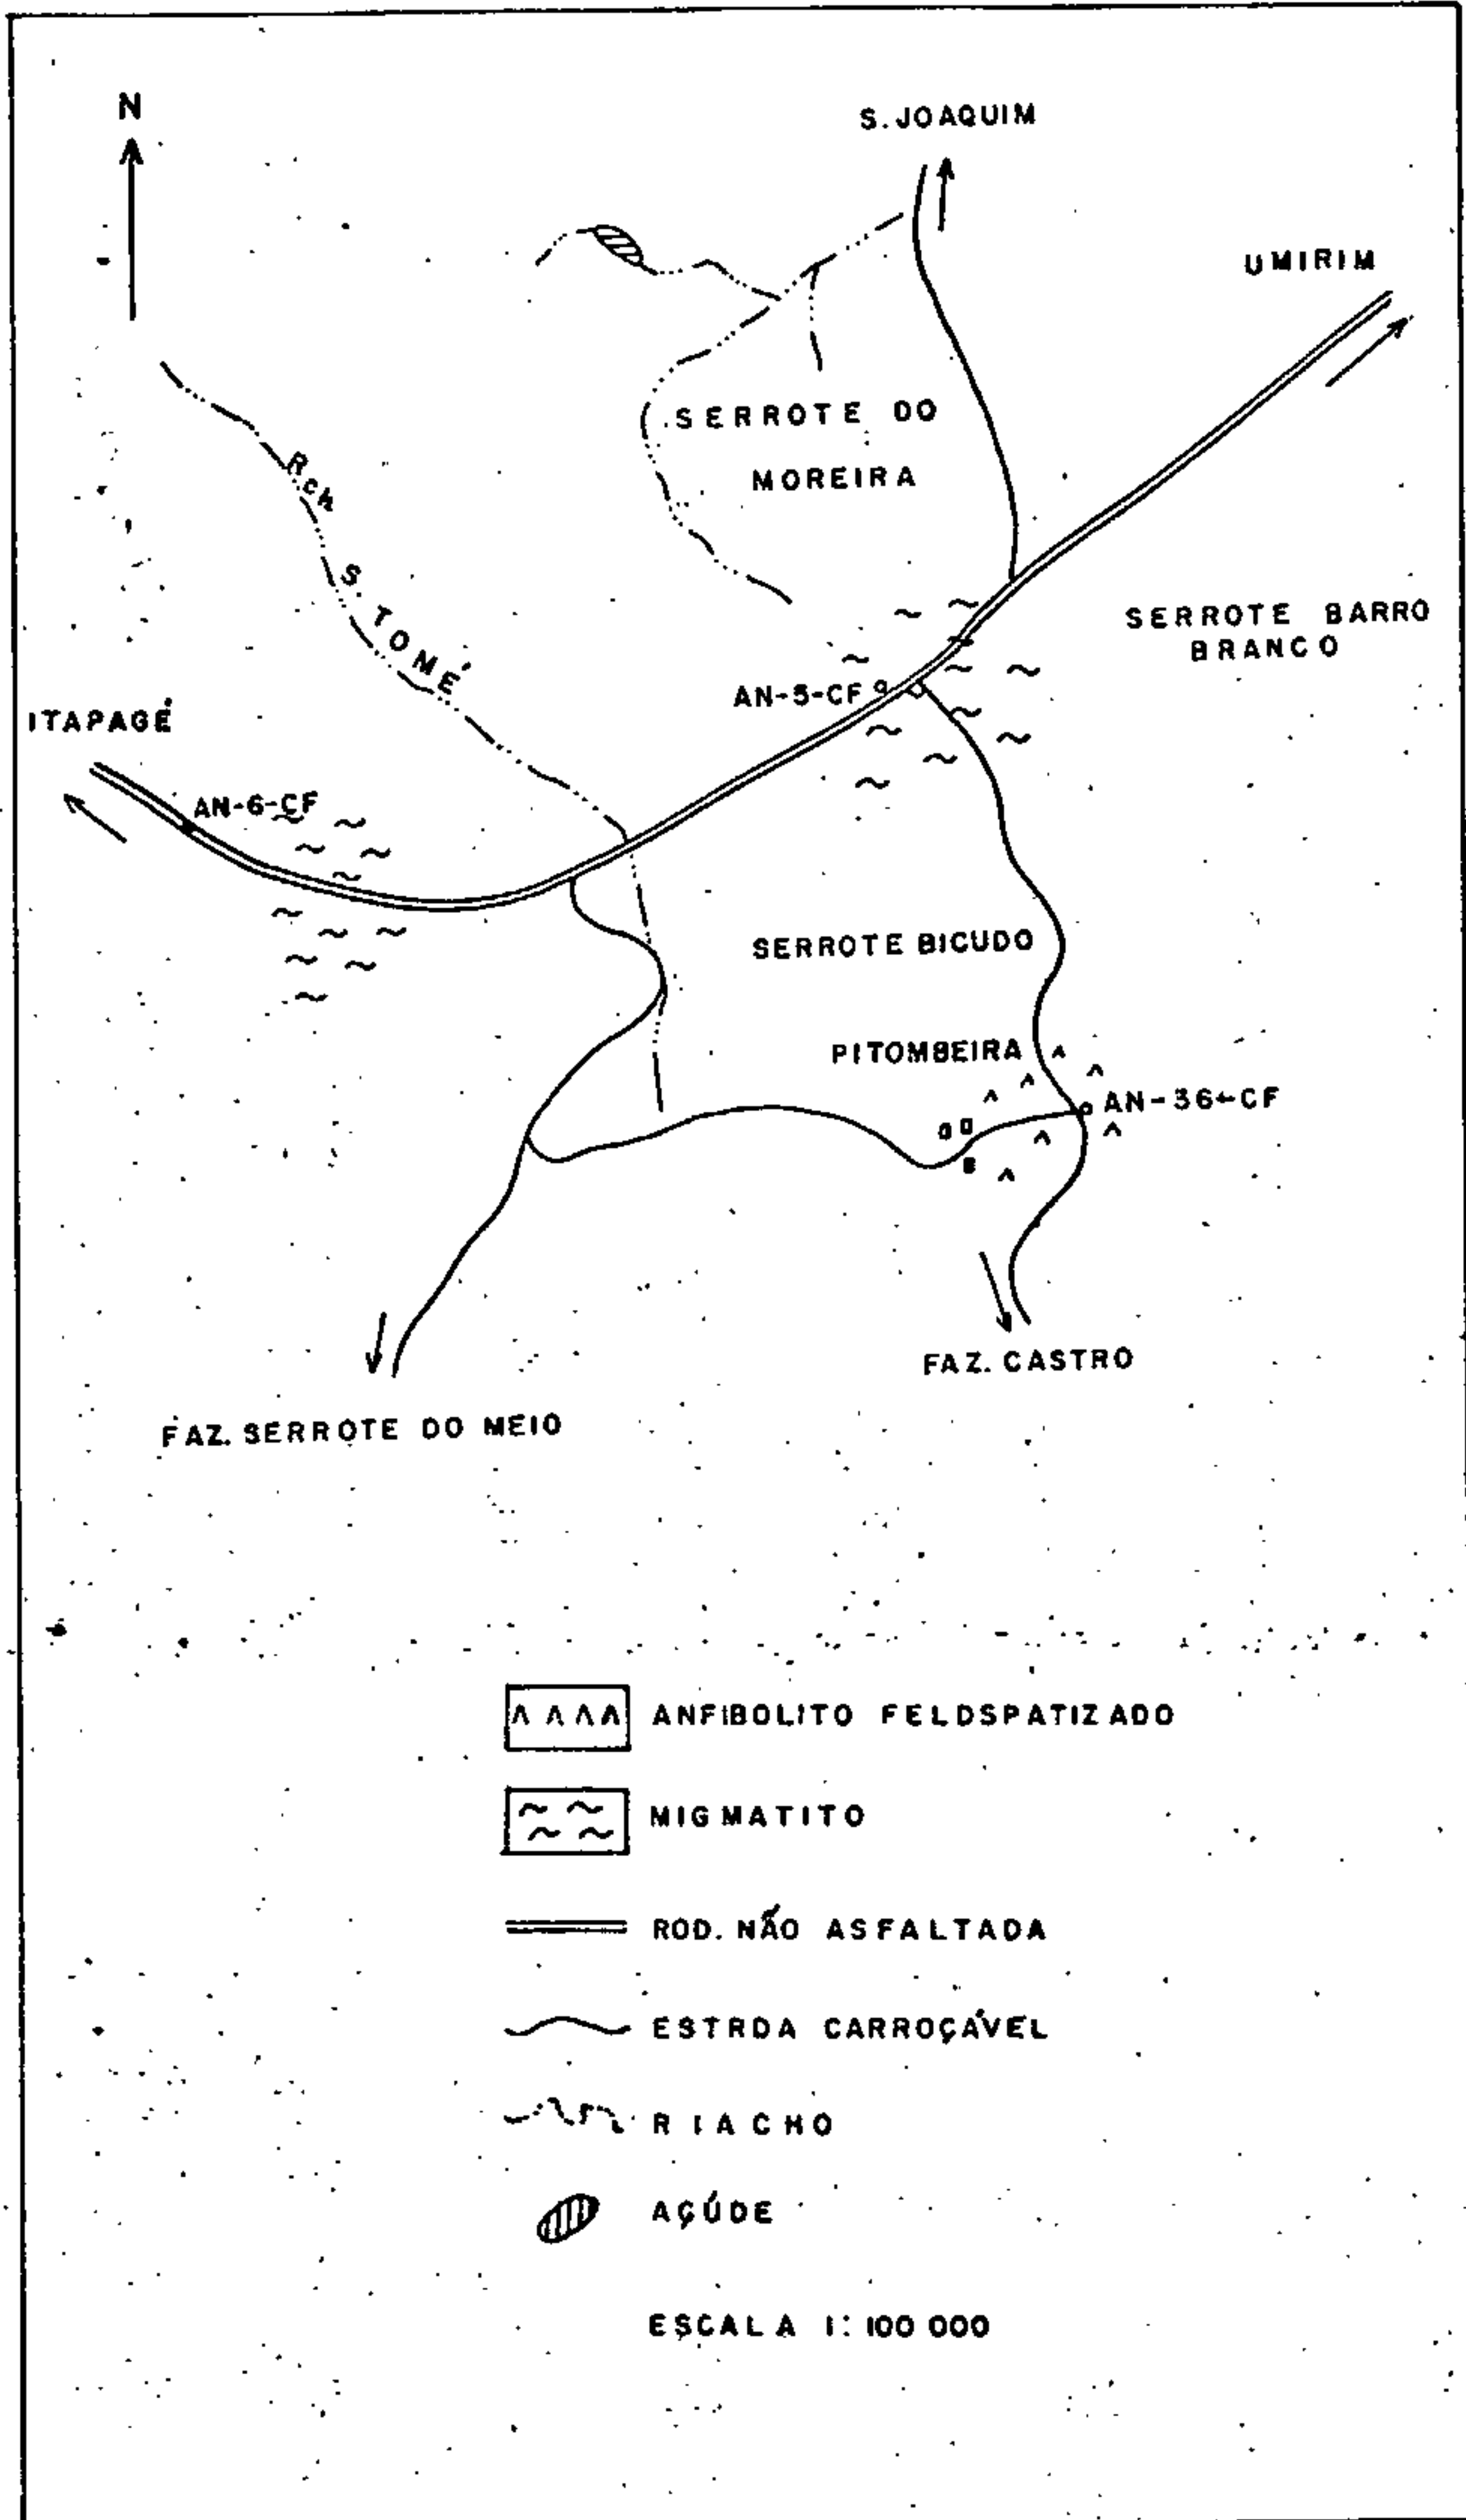 N
S. JOAQUIM
UMIRIM
SERROTE DO
MOREIRA
RCH S. TOMÉ
SERROTE BARRO
BRANCO
AN-5-CF
ITAPAGÉ
AN-6-CF
SERROTE BICUDO
PITOMBEIRA
AN-36-CF
FAZ. CASTRO
FAZ. SERROTE DO MEIO
ANFIBOLITO FELDSPATIZADO
MIGMATITO
ROD. NÃO ASFALTADA
ESTRDA CARROÇÁVEL
RIACHO
AÇÚDE
ESCALA 1: 100 000